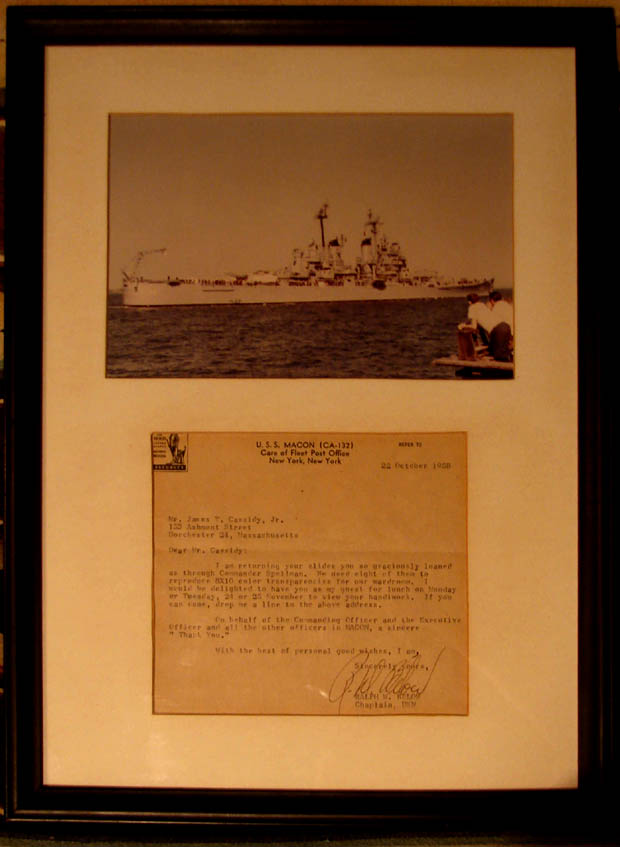 U. S. S. MACON (CA-132)
Care of Fleet Post Office
New York, New York
REFER TO
22 October 1958
Mr. James Cassidy, Jr.
Ashmont Street
Dorchester 24, Massachusetts
Dear Mr. Cassidy:
I am returning your slides you so graciously loaned
us through Commander Spellman. We used eight of them to
reproduce 8X10 color transparencies for our wardroom. I
would be delighted to have you as my guest for lunch on Monday
or Tuesday, 24 or 25 November to view your handiwork. If you
can come, drop me a line to the above address.
On behalf of the Commanding Officer and the Executive
Officer and all the other officers in MACON, a sincere
" Thank You."
With the best of personal good wishes, I am,
Sincerely yours,
RALPH W.
Chaplain, USN
SECURITY